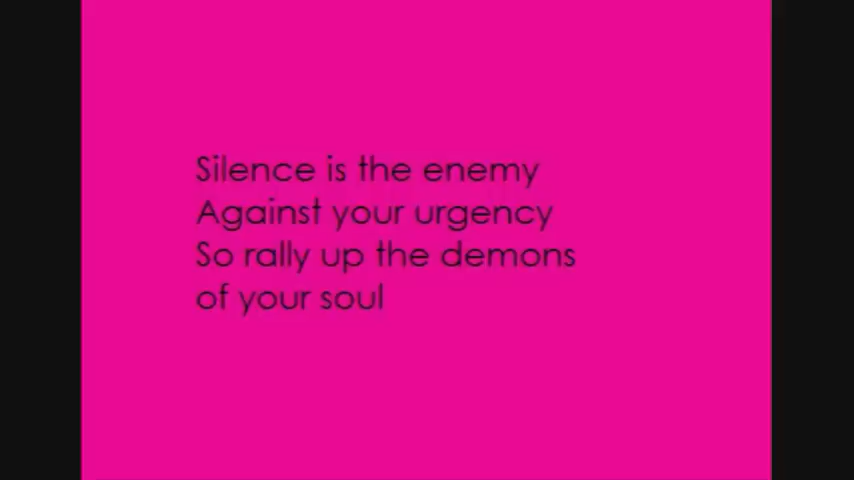 Silence is the enemy
Against your urgency
So rally up the demons
of your soul